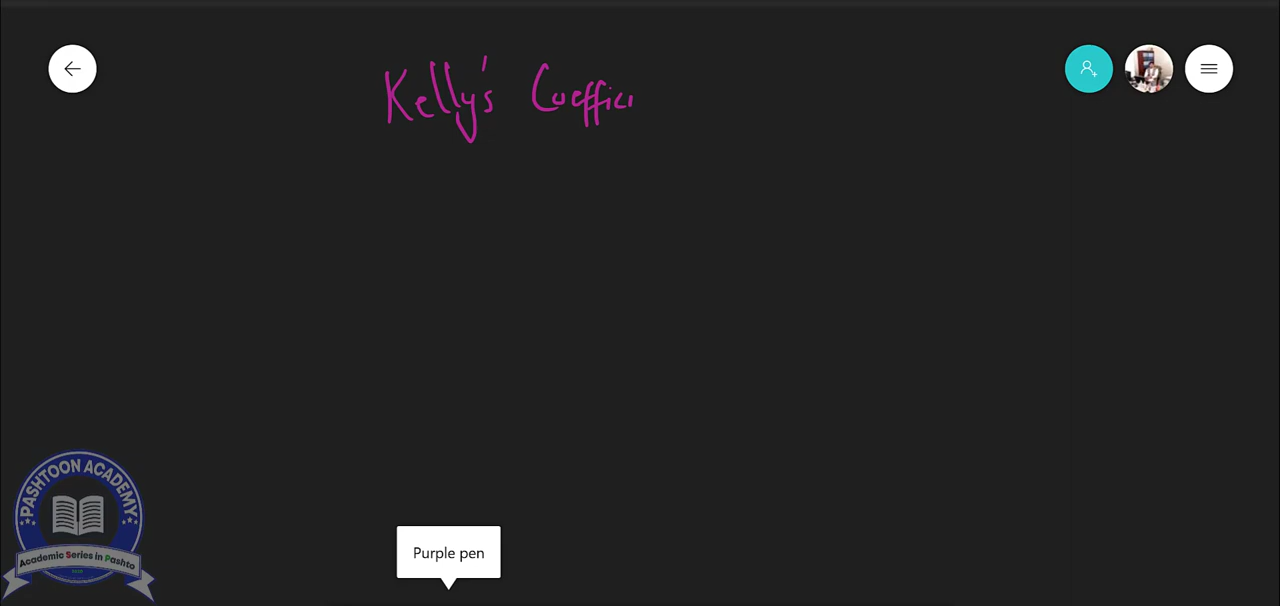 Kelly's Coeffici
PASHTOON ACADEMY
Academic Series in Pashto
Purple pen